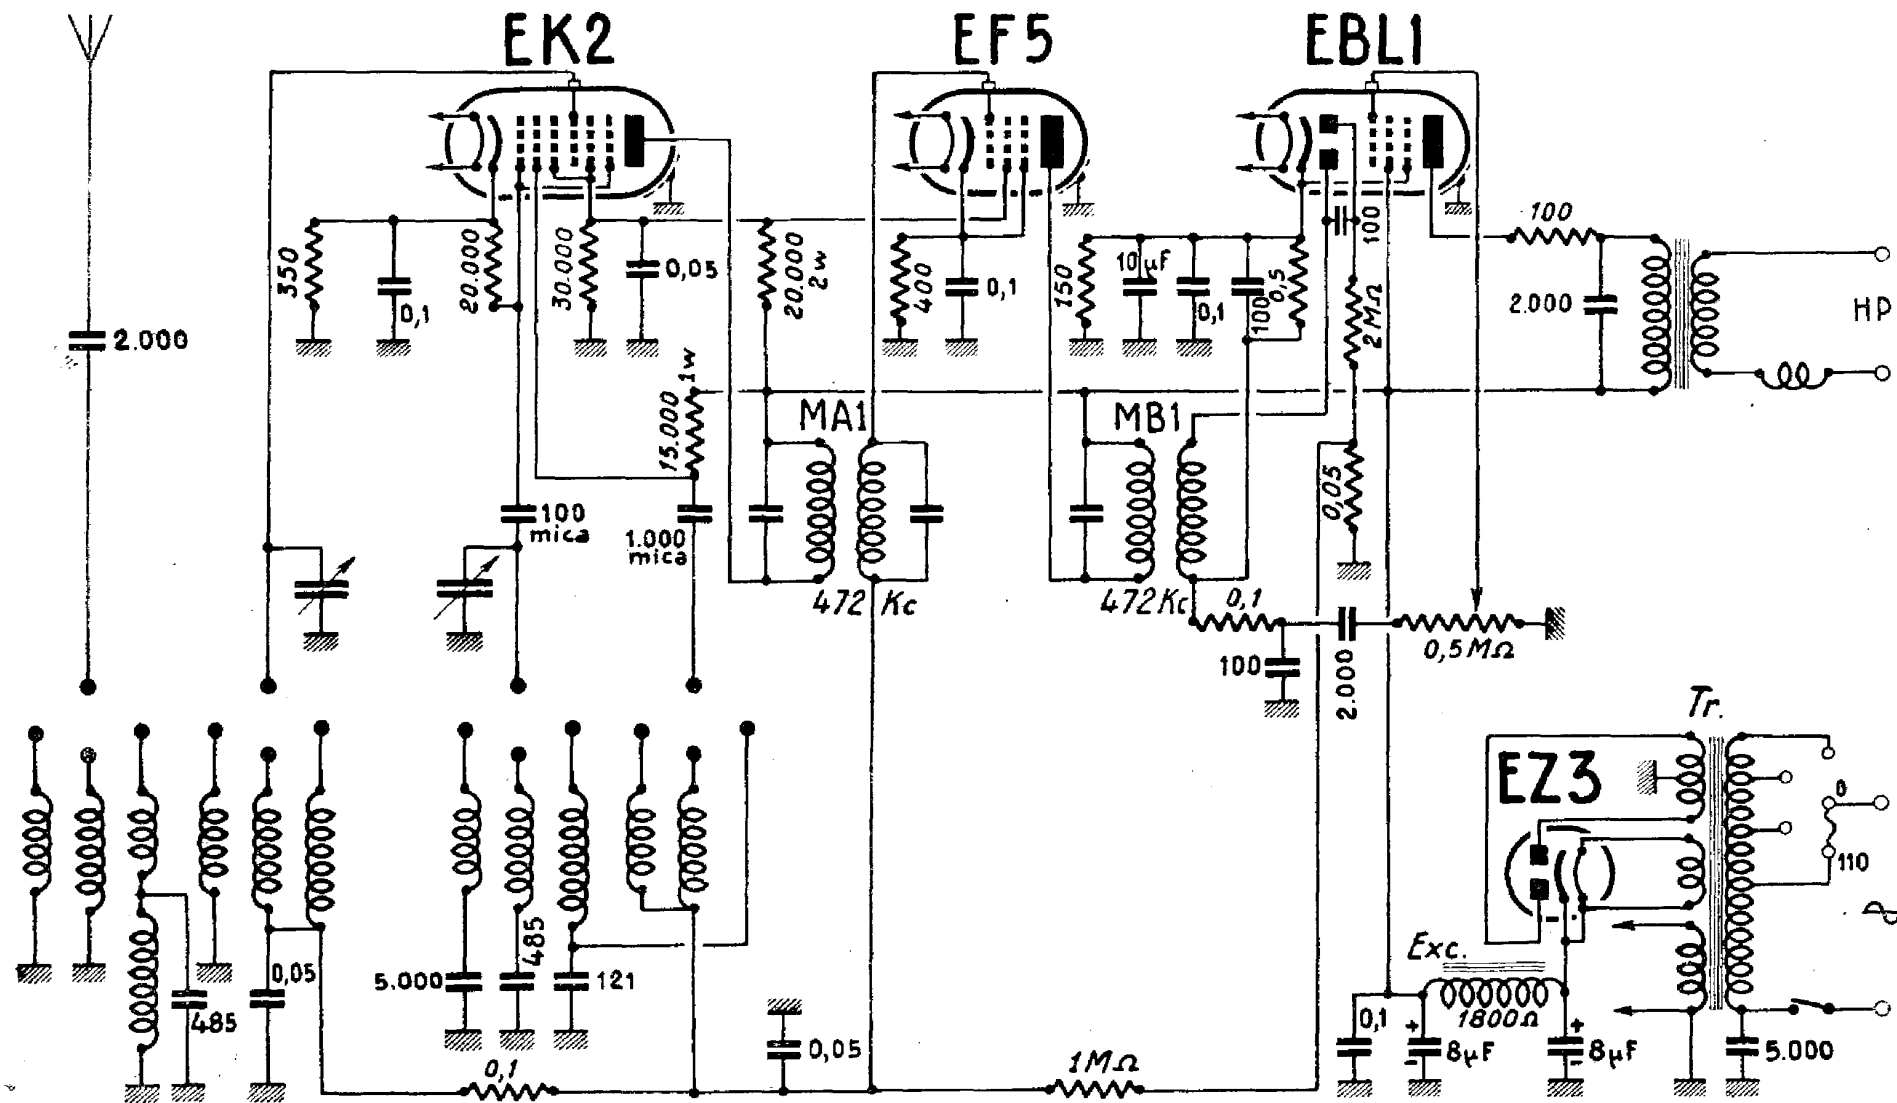 EK2
EF5
EBL1
2.000
350
0,1
20.000
30.000
0,05
20.000
2w
400
0,1
150
10 µF
0,1
100
0,5
100
2 MΩ
100
2.000
HP
15.000
1w
MA1
MB1
0,05
100
mica
1.000
mica
472 Kc
472 Kc
0,1
100
2.000
0,5MΩ
Tr.
EZ3
0
110
485
0,05
5.000
485
121
0,05
0,1
1MΩ
Exc.
1800Ω
0,1
+
-
8µF
+
-
8µF
5.000